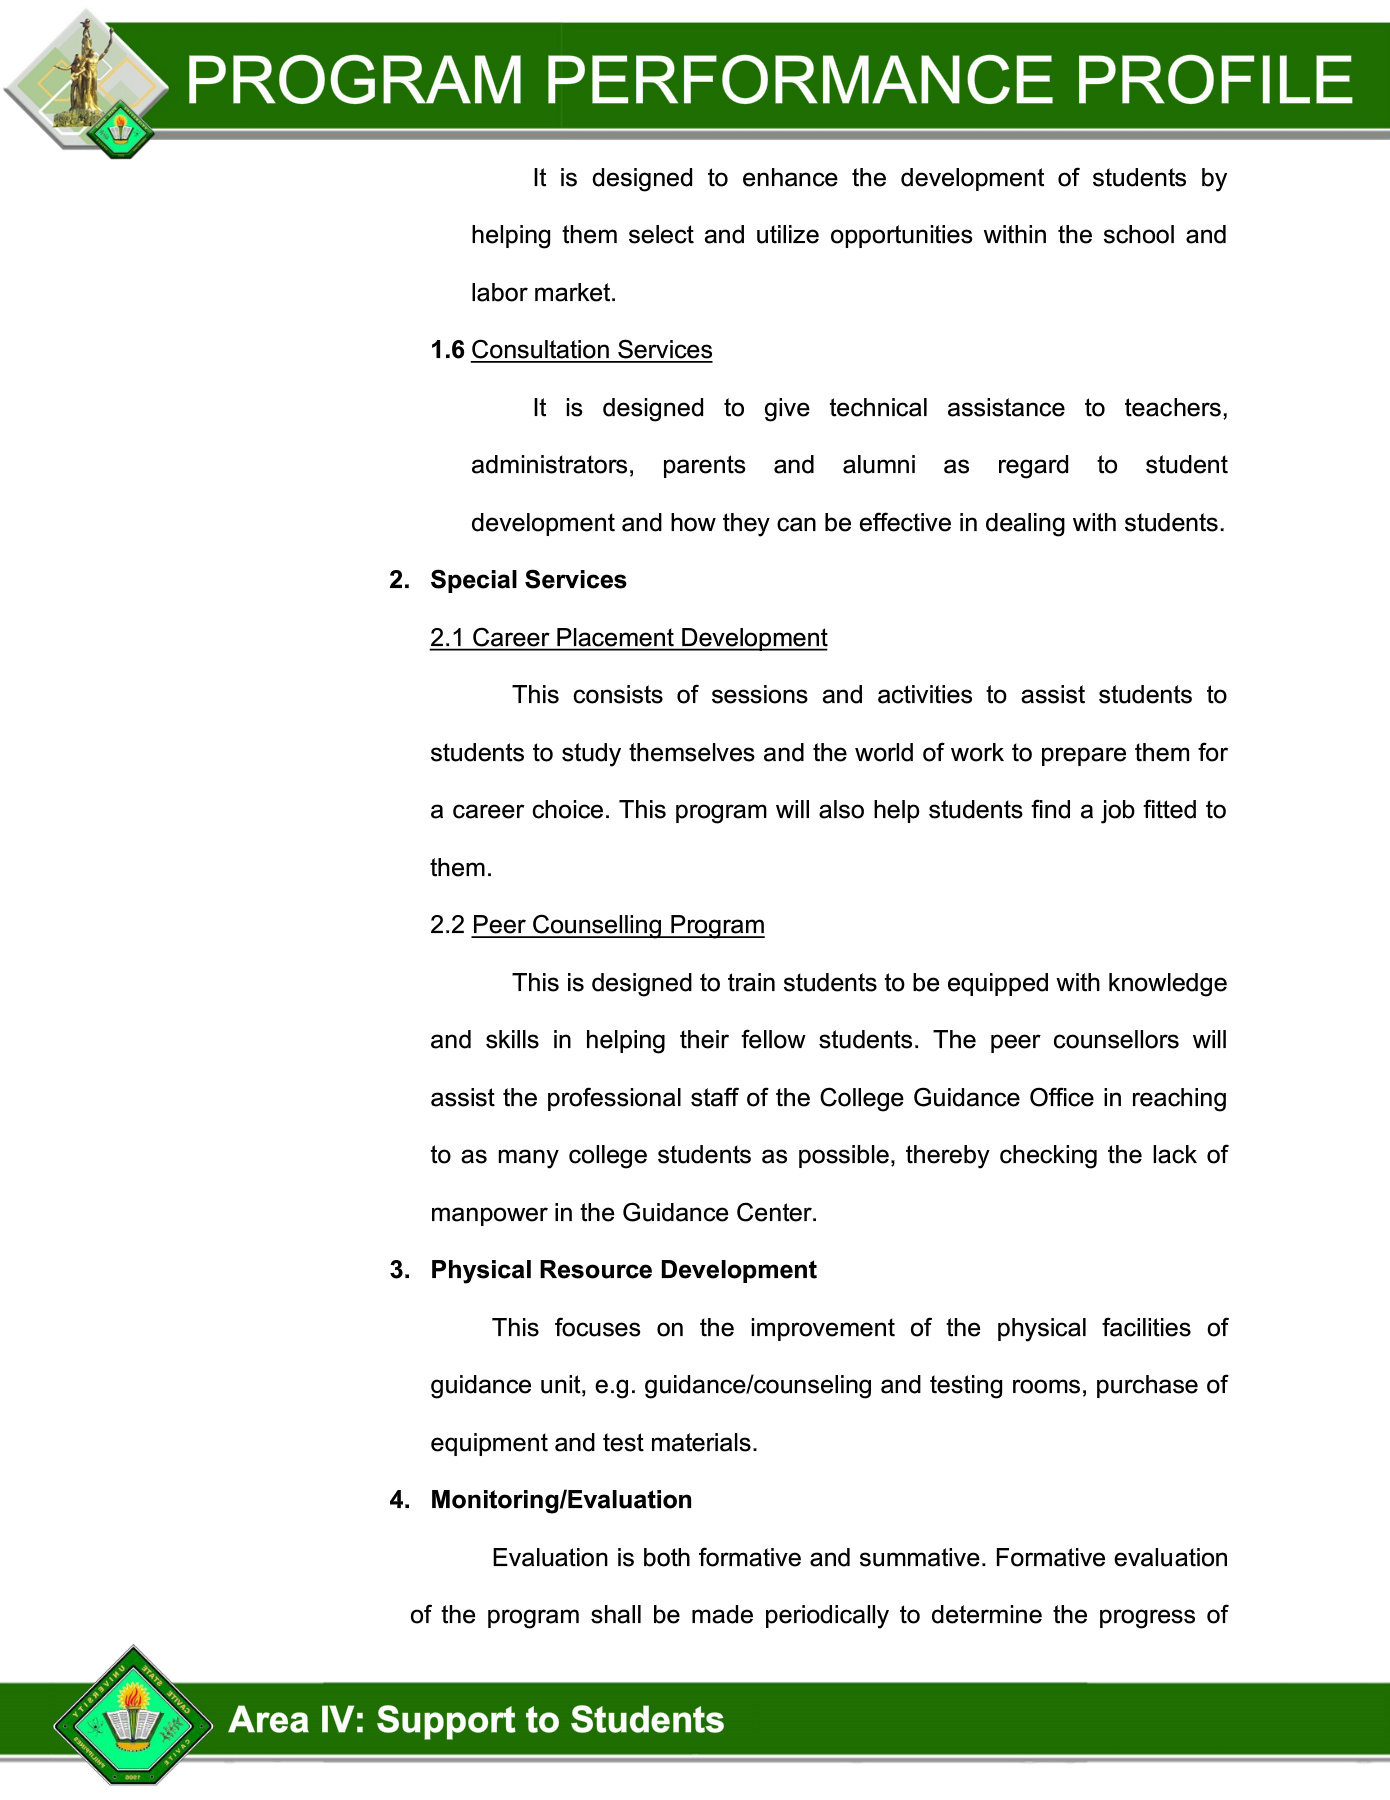 PROGRAM PERFORMANCE PROFILE
It is designed to enhance the development of students by
helping them select and utilize opportunities within the school and
labor market.
1.6 Consultation Services
It is designed to give technical assistance to teachers,
administrators, parents and alumni as regard to student
development and how they can be effective in dealing with students.
2. Special Services
2.1 Career Placement Development
This consists of sessions and activities to assist students to
students to study themselves and the world of work to prepare them for
a career choice. This program will also help students find a job fitted to
them.
2.2 Peer Counselling Program
This is designed to train students to be equipped with knowledge
and skills in helping their fellow students. The peer counsellors will
assist the professional staff of the College Guidance Office in reaching
to as many college students as possible, thereby checking the lack of
manpower in the Guidance Center.
3. Physical Resource Development
This focuses on the improvement of the physical facilities of
guidance unit, e.g. guidance/counseling and testing rooms, purchase of
equipment and test materials.
4. Monitoring/Evaluation
Evaluation is both formative and summative. Formative evaluation
of the program shall be made periodically to determine the progress of
CAVITE STATE UNIVERSITY
CAVITE PHILIPPINES
Area IV: Support to Students